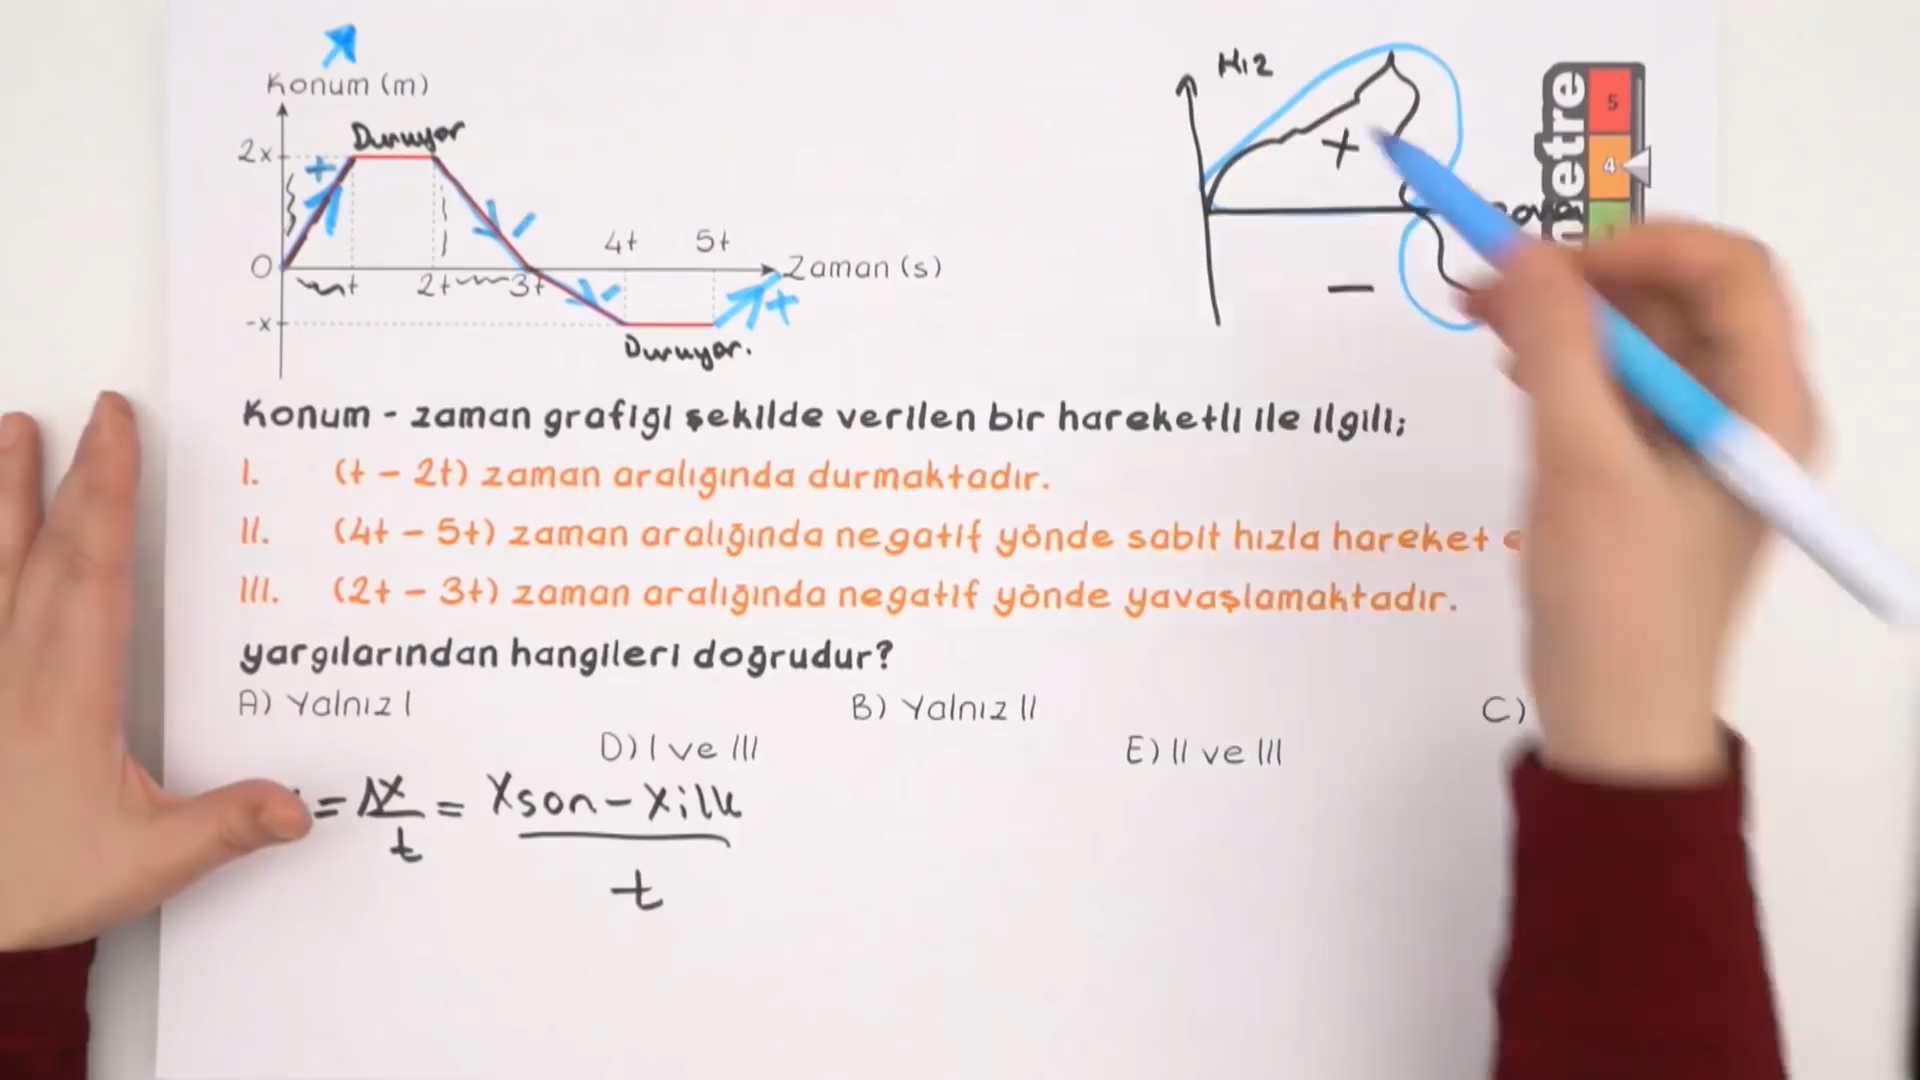 Konum (m)
Hız
Duruyor
2x
+
+
5
4
metre
0
t
2t
3t
4t
5t
Zaman (s)
-x
+
Duruyor.
–
Konum - zaman grafiği şekilde verilen bir hareketli ile ilgili;
I. (t – 2t) zaman aralığında durmaktadır.
II. (4t – 5t) zaman aralığında negatif yönde sabit hızla hareket
III. (2t – 3t) zaman aralığında negatif yönde yavaşlamaktadır.
yargılarından hangileri doğrudur?
A) Yalnız I
B) Yalnız II
C)
D) I ve III
E) II ve III
= Δx/t = Xson – Xilk/t